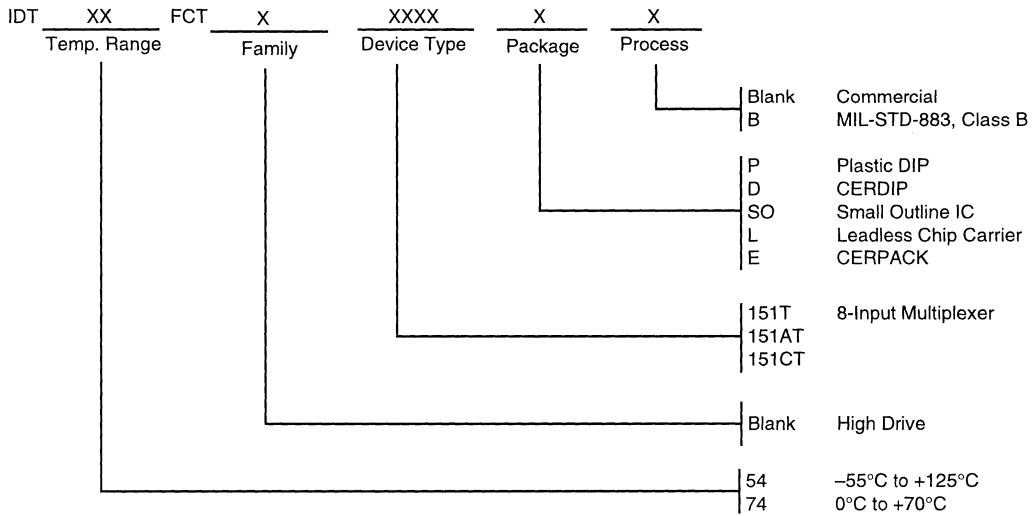 IDT XX FCT X XXXX X X
Temp. Range Family Device Type Package Process
Blank Commercial
B MIL-STD-883, Class B
P Plastic DIP
D CERDIP
SO Small Outline IC
L Leadless Chip Carrier
E CERPACK
151T 8-Input Multiplexer
151AT
151CT
Blank High Drive
54 –55°C to +125°C
74 0°C to +70°C